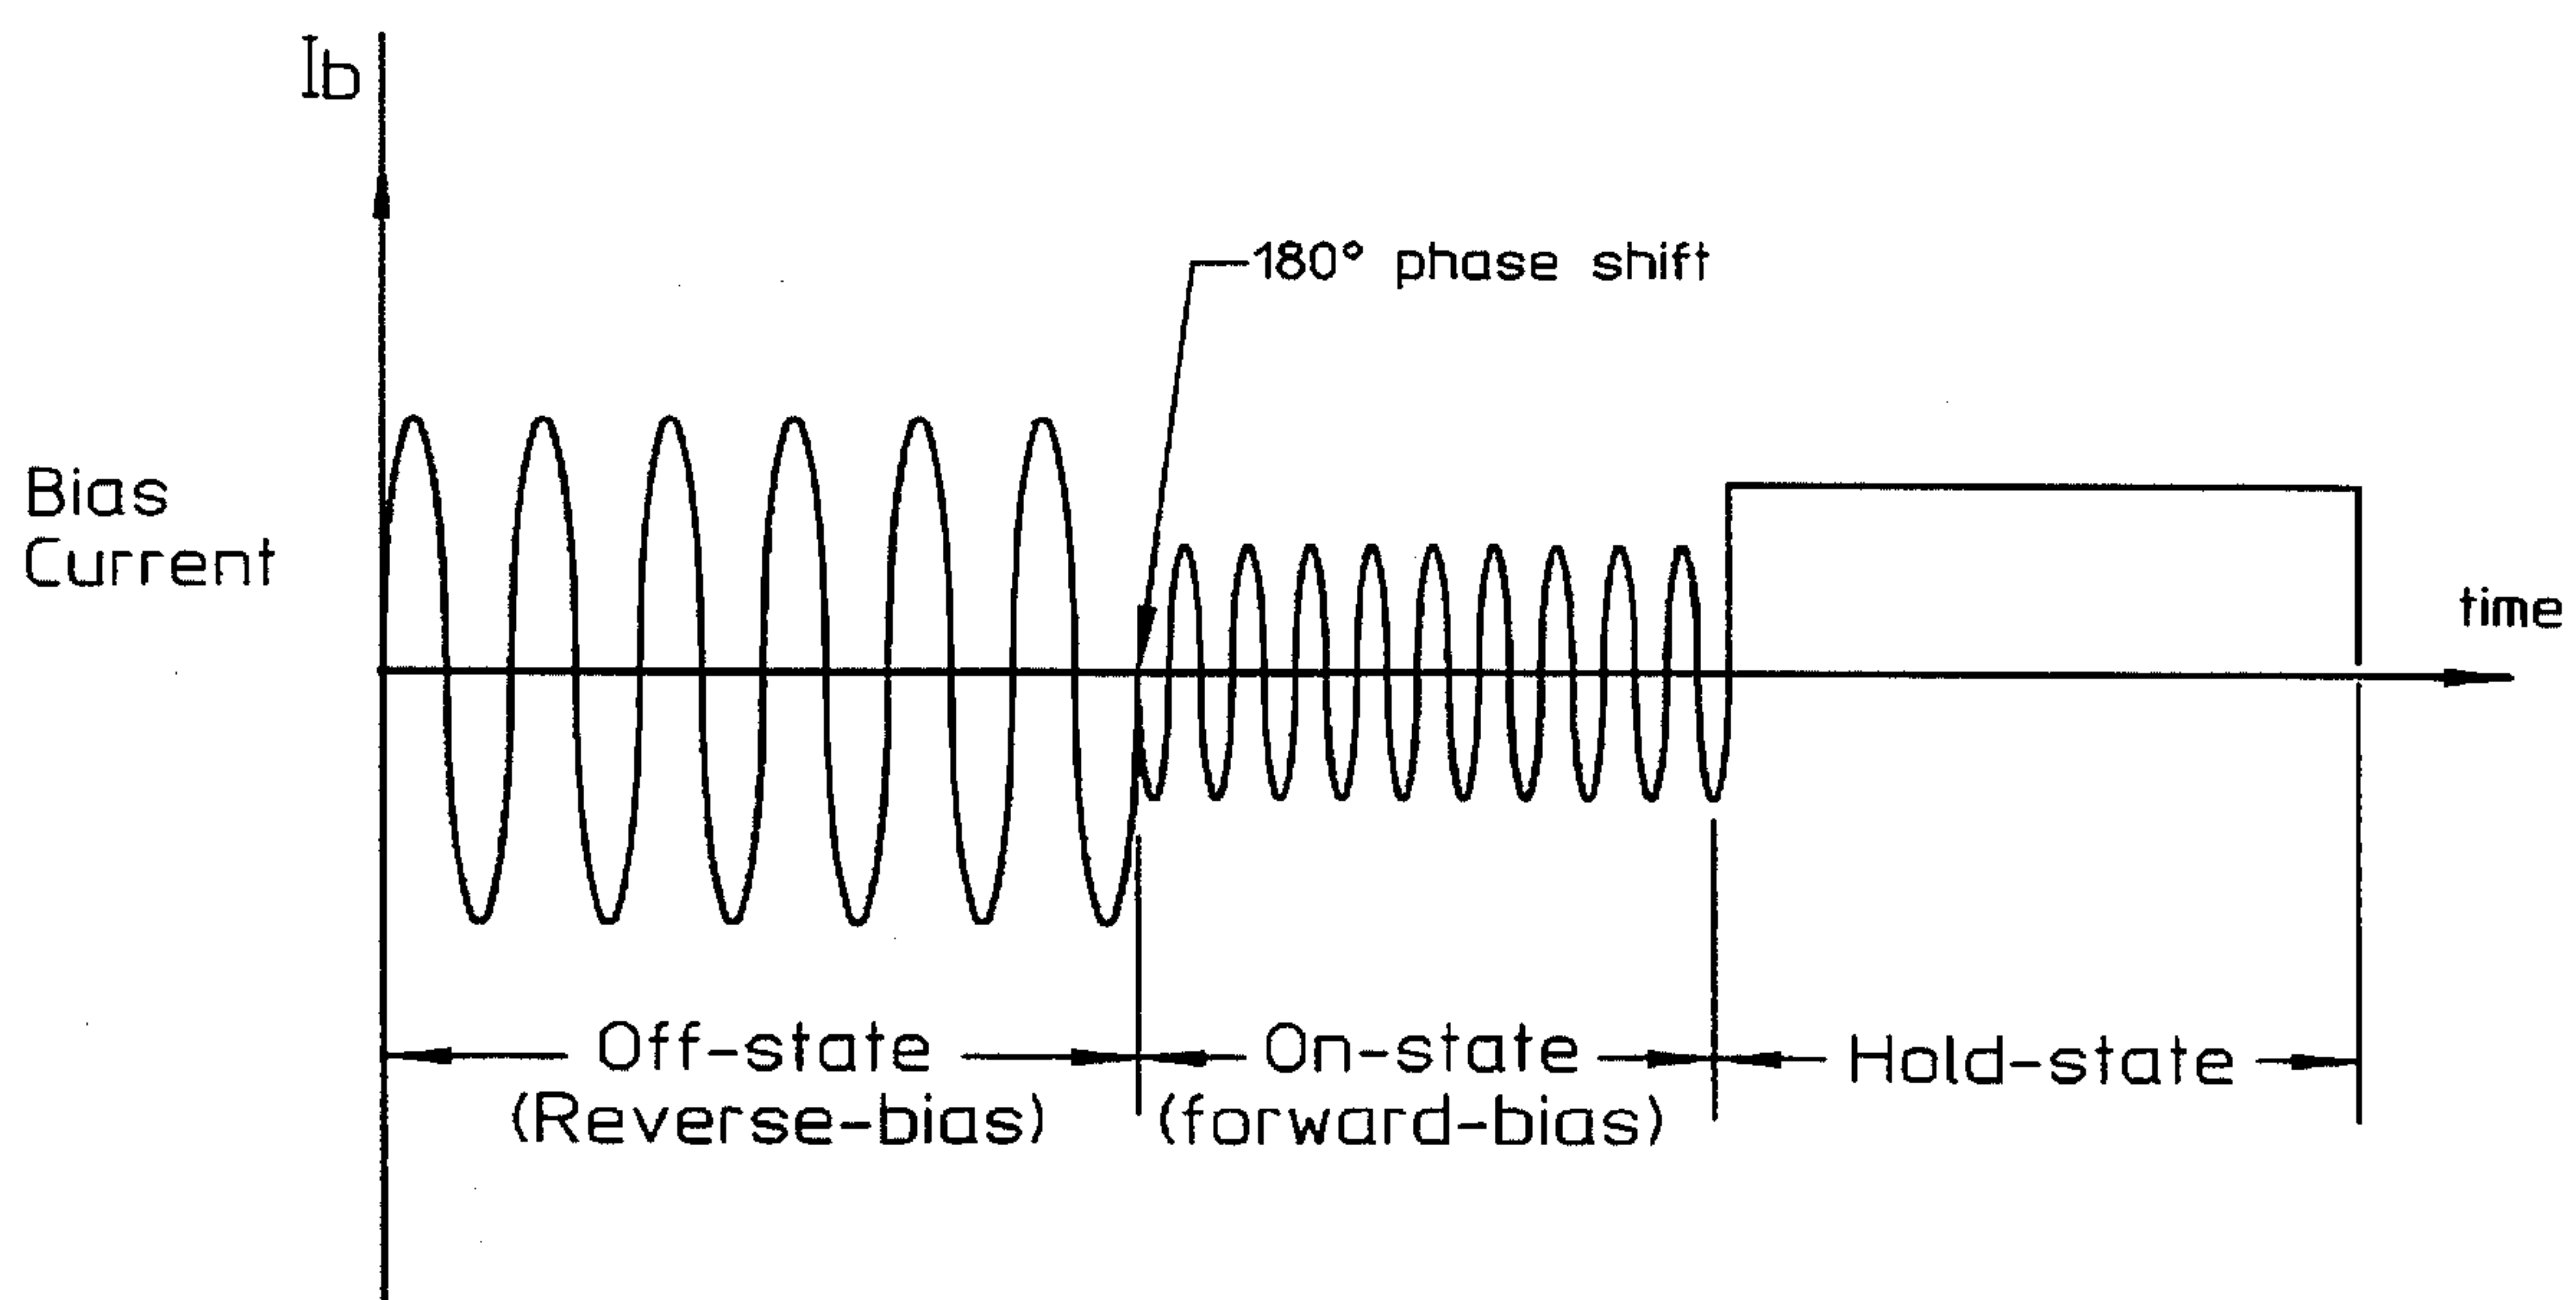 Ib
180° phase shift
Bias
Current
time
Off-state
(Reverse-bias)
On-state
(forward-bias)
Hold-state